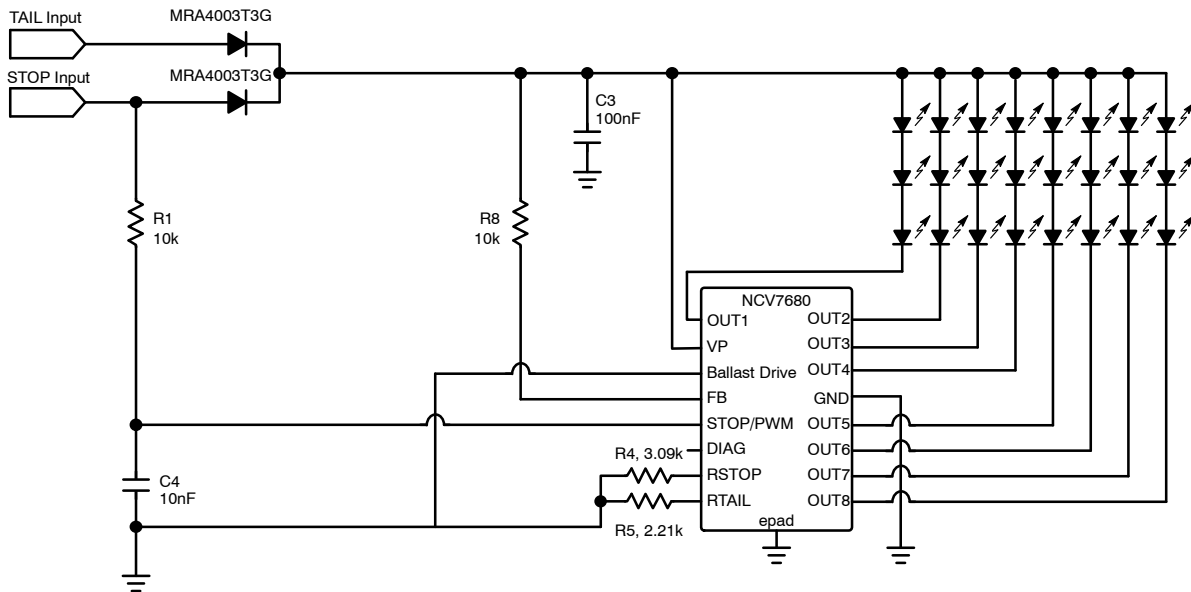 TAIL Input
MRA4003T3G
STOP Input
MRA4003T3G
C3
100nF
R1
10k
R8
10k
NCV7680
OUT1
OUT2
VP
OUT3
Ballast Drive
OUT4
FB
GND
STOP/PWM
OUT5
DIAG
OUT6
R4, 3.09k
RSTOP
OUT7
RTAIL
OUT8
R5, 2.21k
epad
C4
10nF